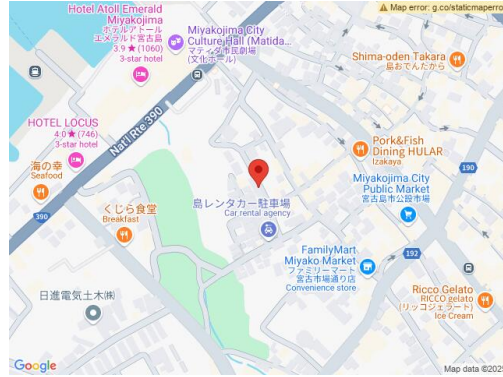 Hotel Atoll Emerald
Miyakojima
ホテルアトール
エメラルド宮古島
3.9★(1060)
3-star hotel
Miyakojima City
Culture Hall (Matida...
マティダ市民劇場
(文化ホール)
⚠ Map error: g.co/staticmaperro
Shima-oden Takara
島おでんたから
HOTEL LOCUS
4.0★(746)
3-star hotel
Nat'l Rte 390
海の幸
Seafood
390
くじら食堂
Breakfast
島レンタカー駐車場
Car rental agency
Pork&Fish
Dining HULAR
Izakaya
190
Miyakojima City
Public Market
宮古島市公設市場
192
FamilyMart
Miyako Market
ファミリーマート
宮古市場通り店
Convenience store
Ricco Gelato
RICCO gelato
(リッコジェラート)
Ice Cream
日進電気土木㈱
Google
Map data ©202